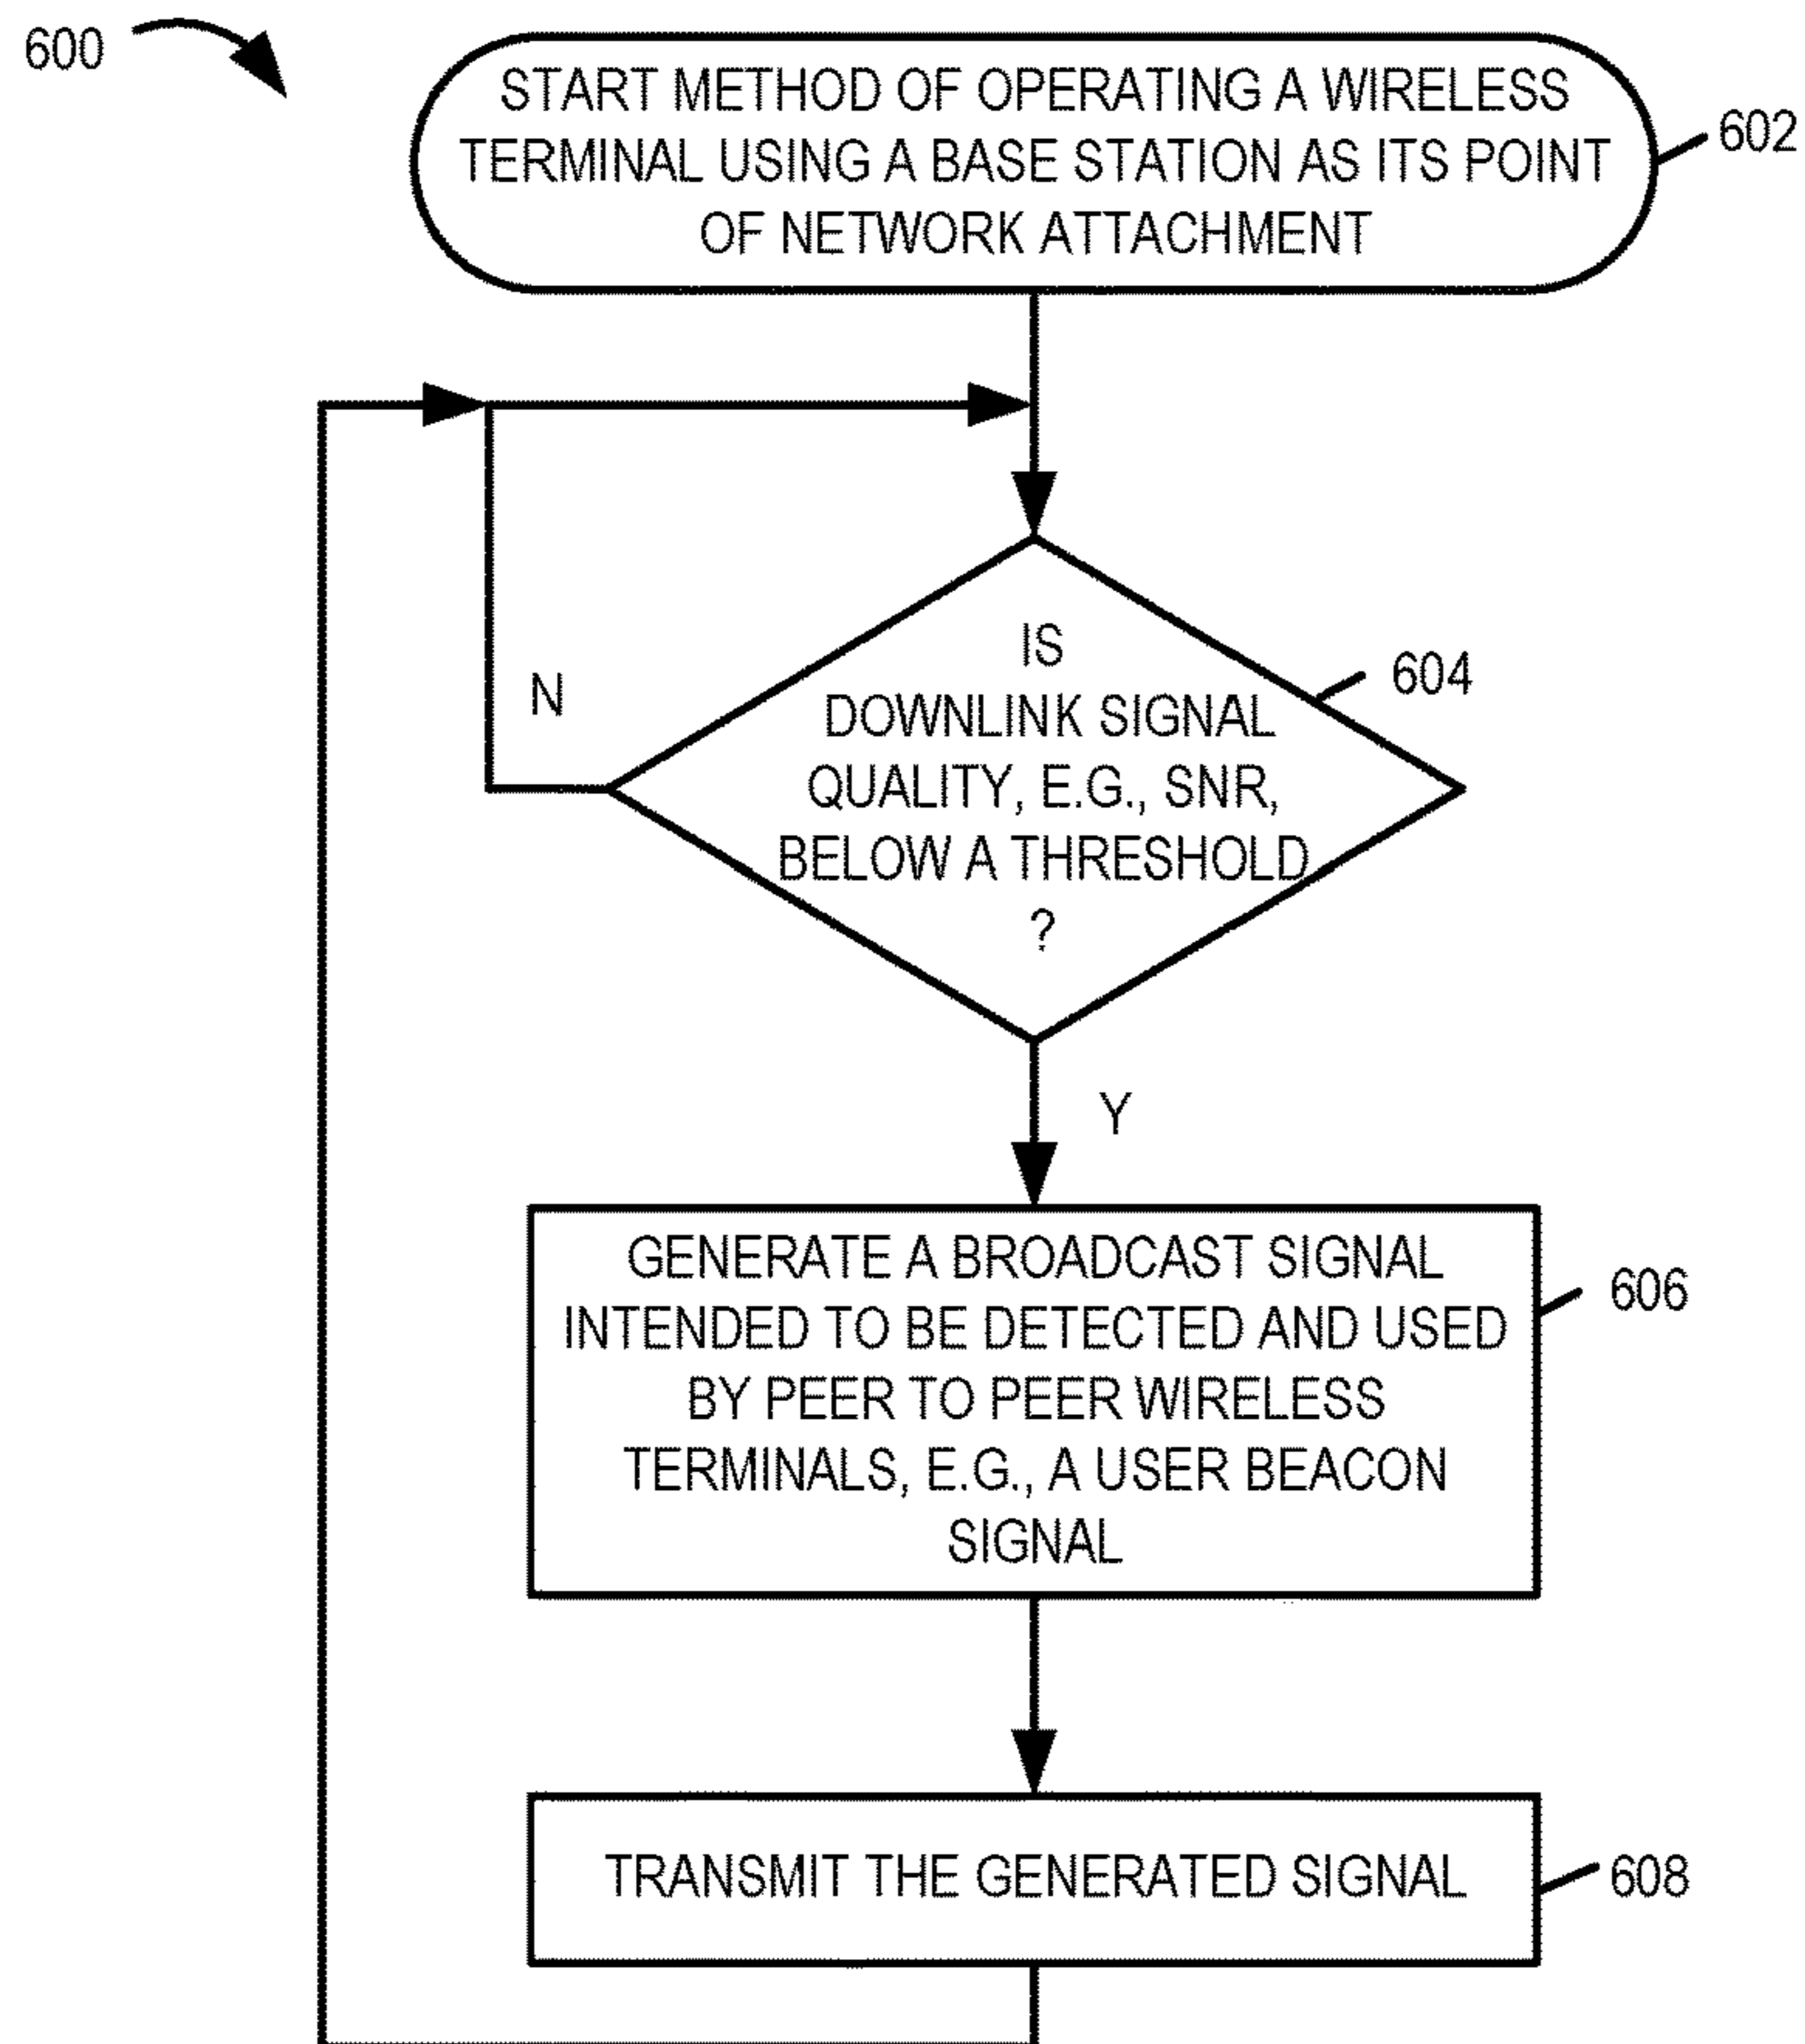 600
START METHOD OF OPERATING A WIRELESS
TERMINAL USING A BASE STATION AS ITS POINT
OF NETWORK ATTACHMENT
602
IS
DOWNLINK SIGNAL
QUALITY, E.G., SNR,
BELOW A THRESHOLD
?
604
N
Y
GENERATE A BROADCAST SIGNAL
INTENDED TO BE DETECTED AND USED
BY PEER TO PEER WIRELESS
TERMINALS, E.G., A USER BEACON
SIGNAL
606
TRANSMIT THE GENERATED SIGNAL
608